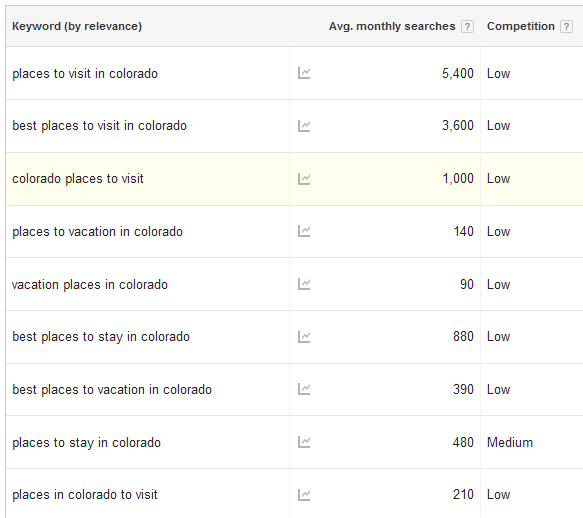 Keyword (by relevance) Avg. monthly searches ? Competition ?
places to visit in colorado 5,400 Low
best places to visit in colorado 3,600 Low
colorado places to visit 1,000 Low
places to vacation in colorado 140 Low
vacation places in colorado 90 Low
best places to stay in colorado 880 Low
best places to vacation in colorado 390 Low
places to stay in colorado 480 Medium
places in colorado to visit 210 Low